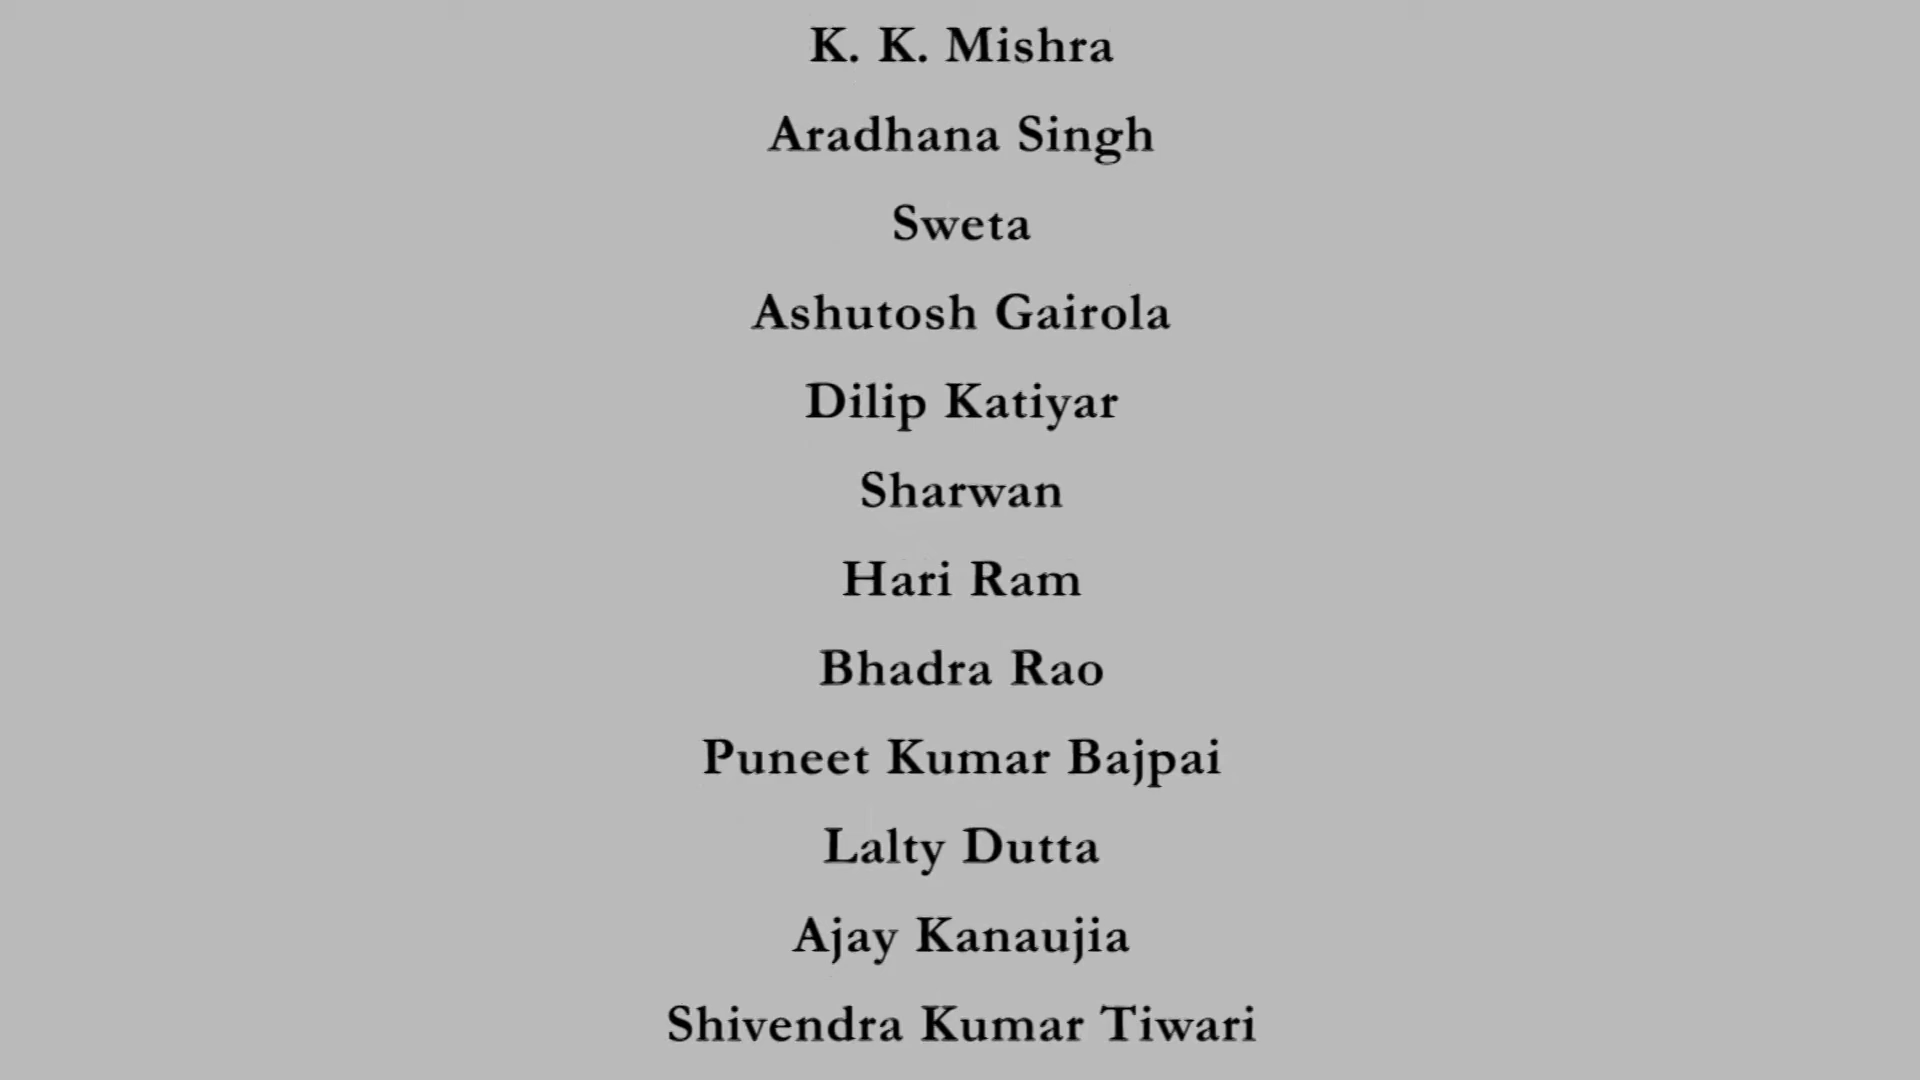 K. K. Mishra
Aradhana Singh
Sweta
Ashutosh Gairola
Dilip Katiyar
Sharwan
Hari Ram
Bhadra Rao
Puneet Kumar Bajpai
Lalty Dutta
Ajay Kanaujia
Shivendra Kumar Tiwari